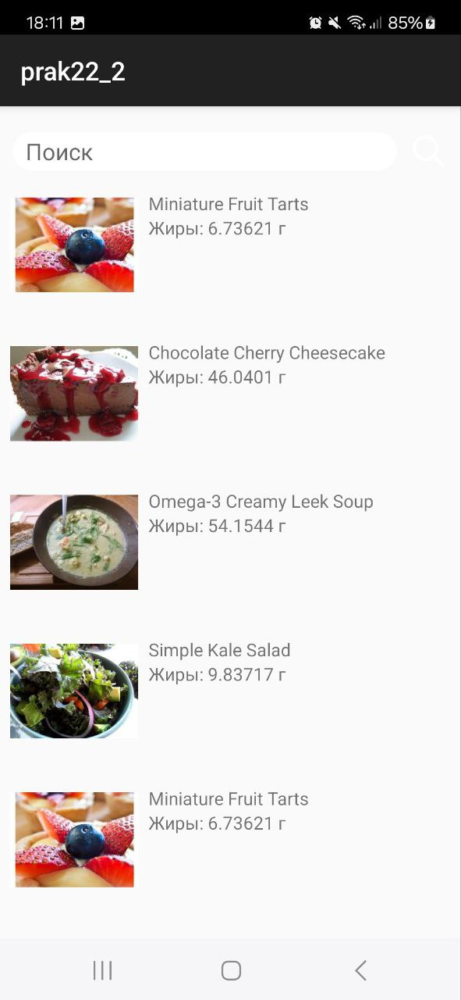 18:11
85%
prak22_2
Поиск
Miniature Fruit Tarts
Жиры: 6.73621 г
Chocolate Cherry Cheesecake
Жиры: 46.0401 г
Omega-3 Creamy Leek Soup
Жиры: 54.1544 г
Simple Kale Salad
Жиры: 9.83717 г
Miniature Fruit Tarts
Жиры: 6.73621 г